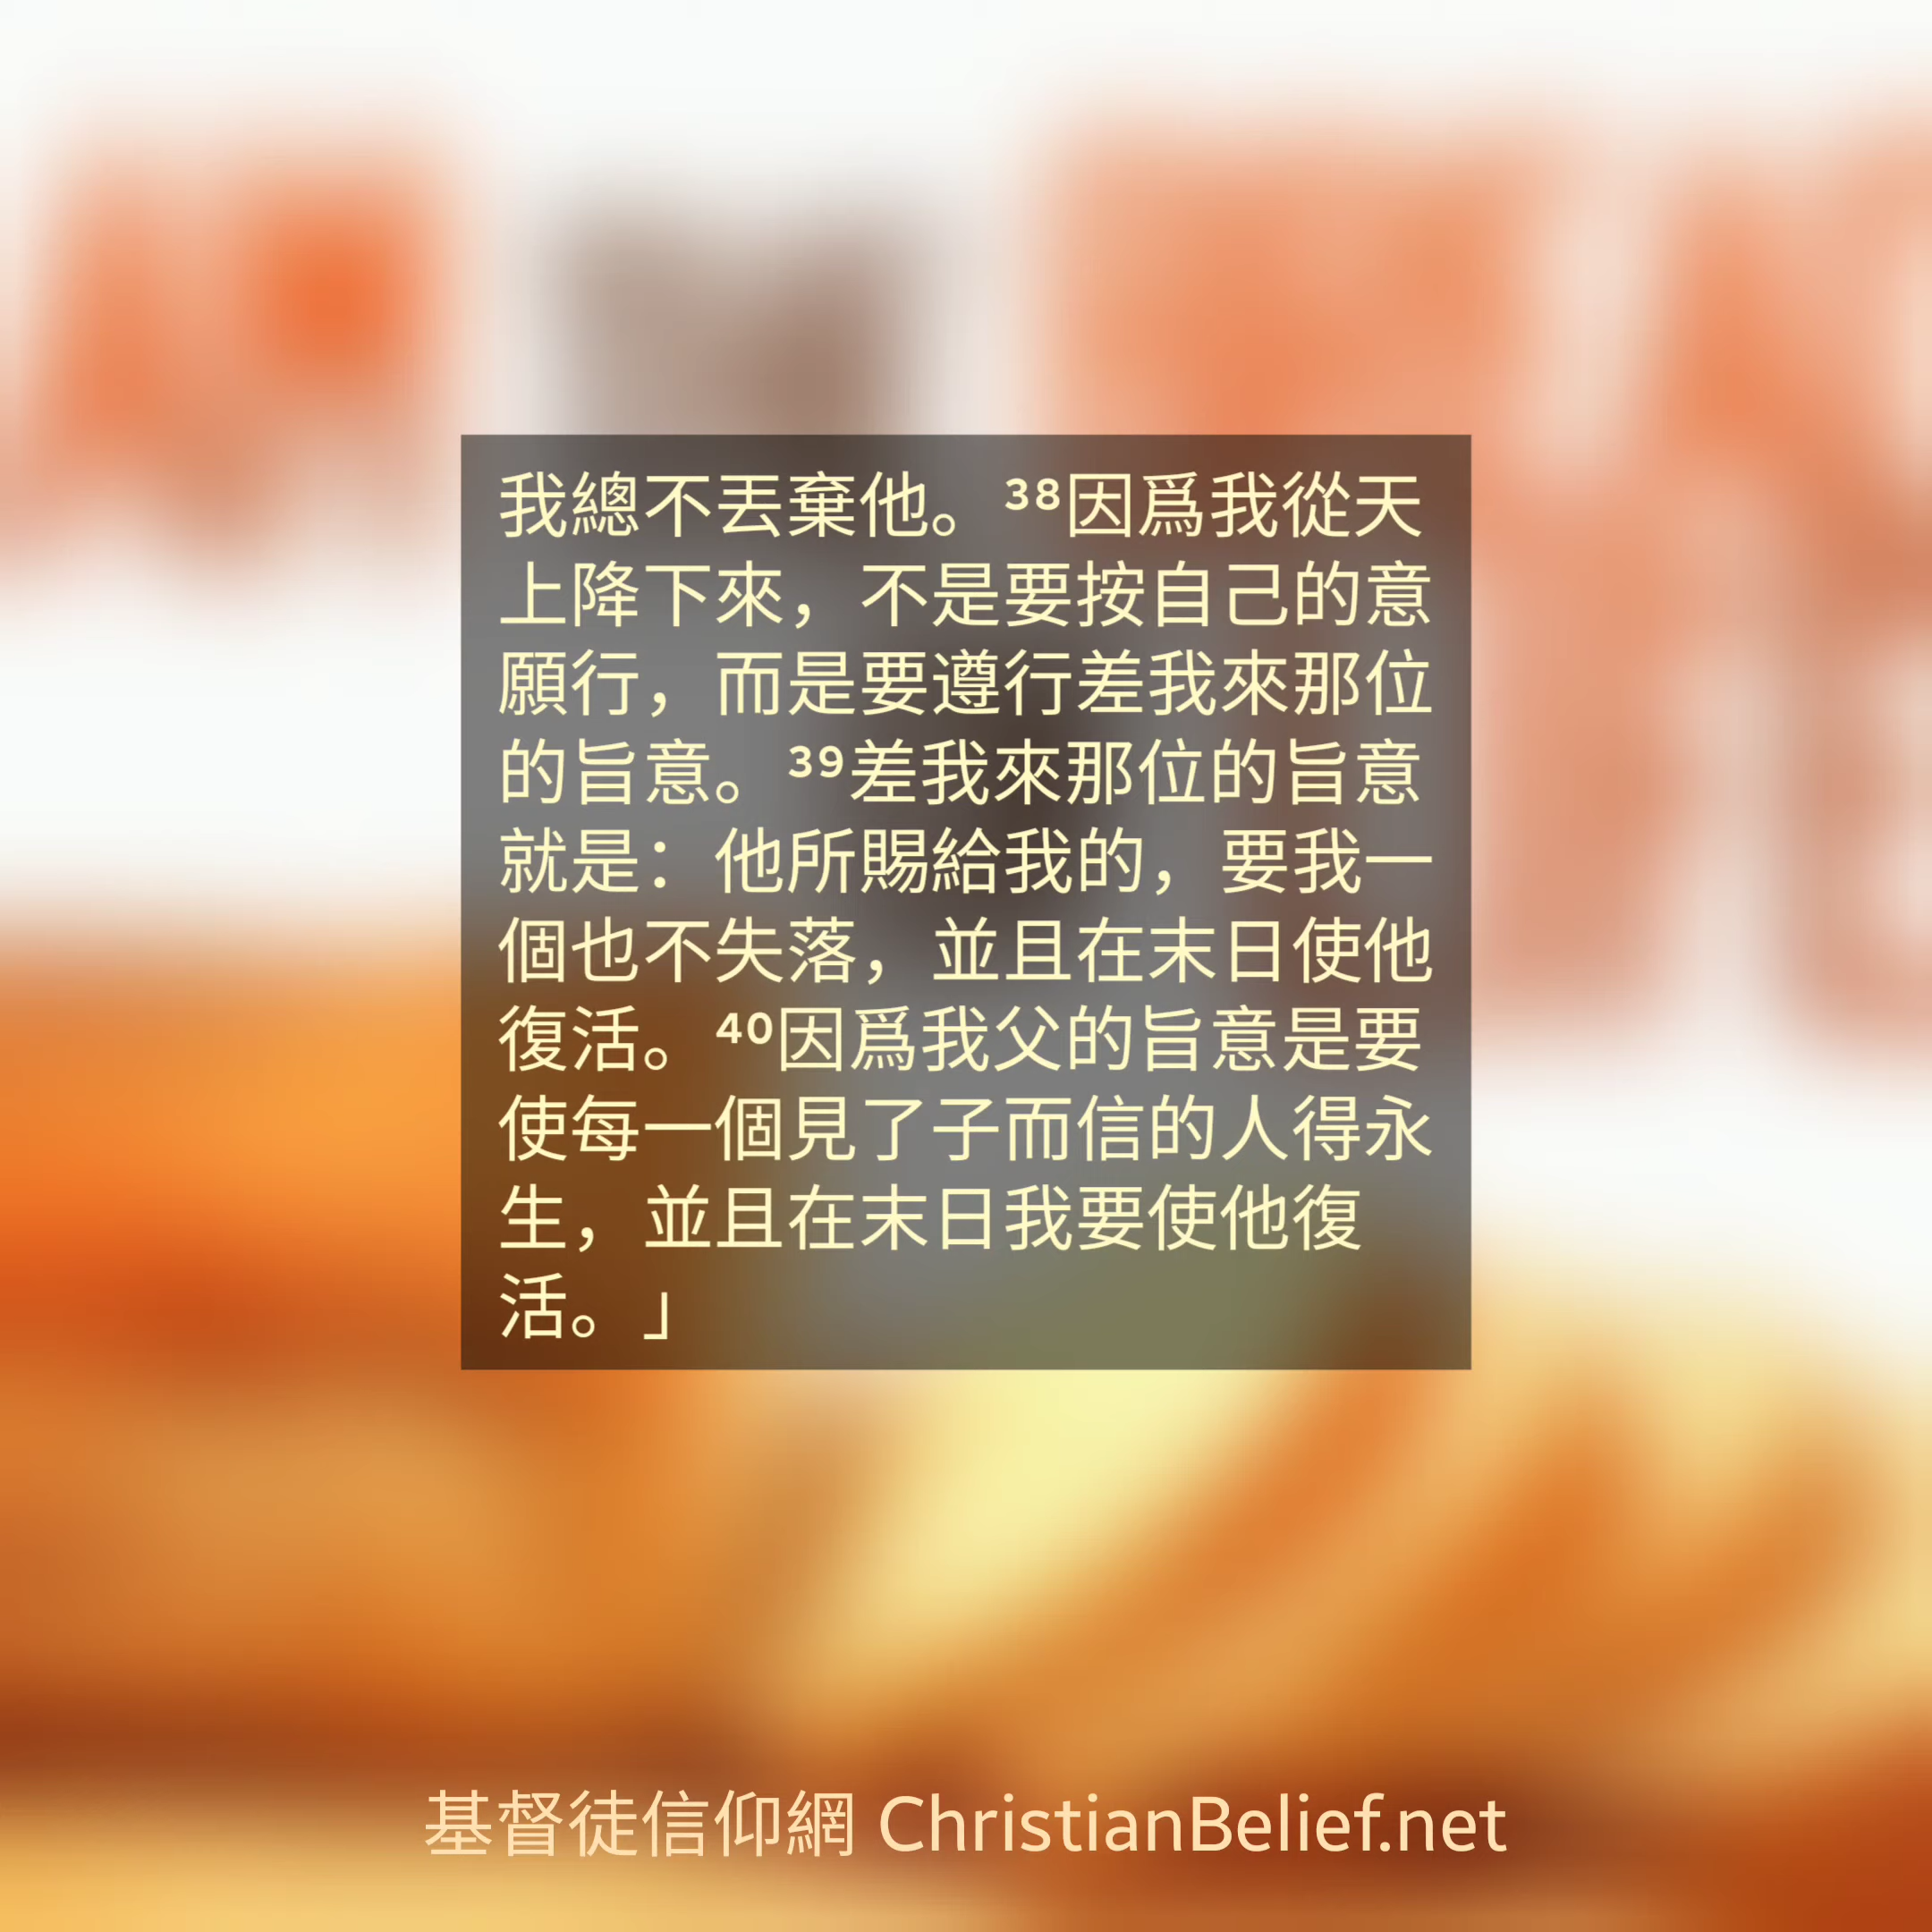 我總不丟棄他。³⁸因爲我從天
上降下來，不是要按自己的意
願行，而是要遵行差我來那位
的旨意。³⁹差我來那位的旨意
就是：他所賜給我的，要我一
個也不失落，並且在末日使他
復活。⁴⁰因爲我父的旨意是要
使每一個見了子而信的人得永
生，並且在末日我要使他復
活。」
基督徒信仰網 ChristianBelief.net